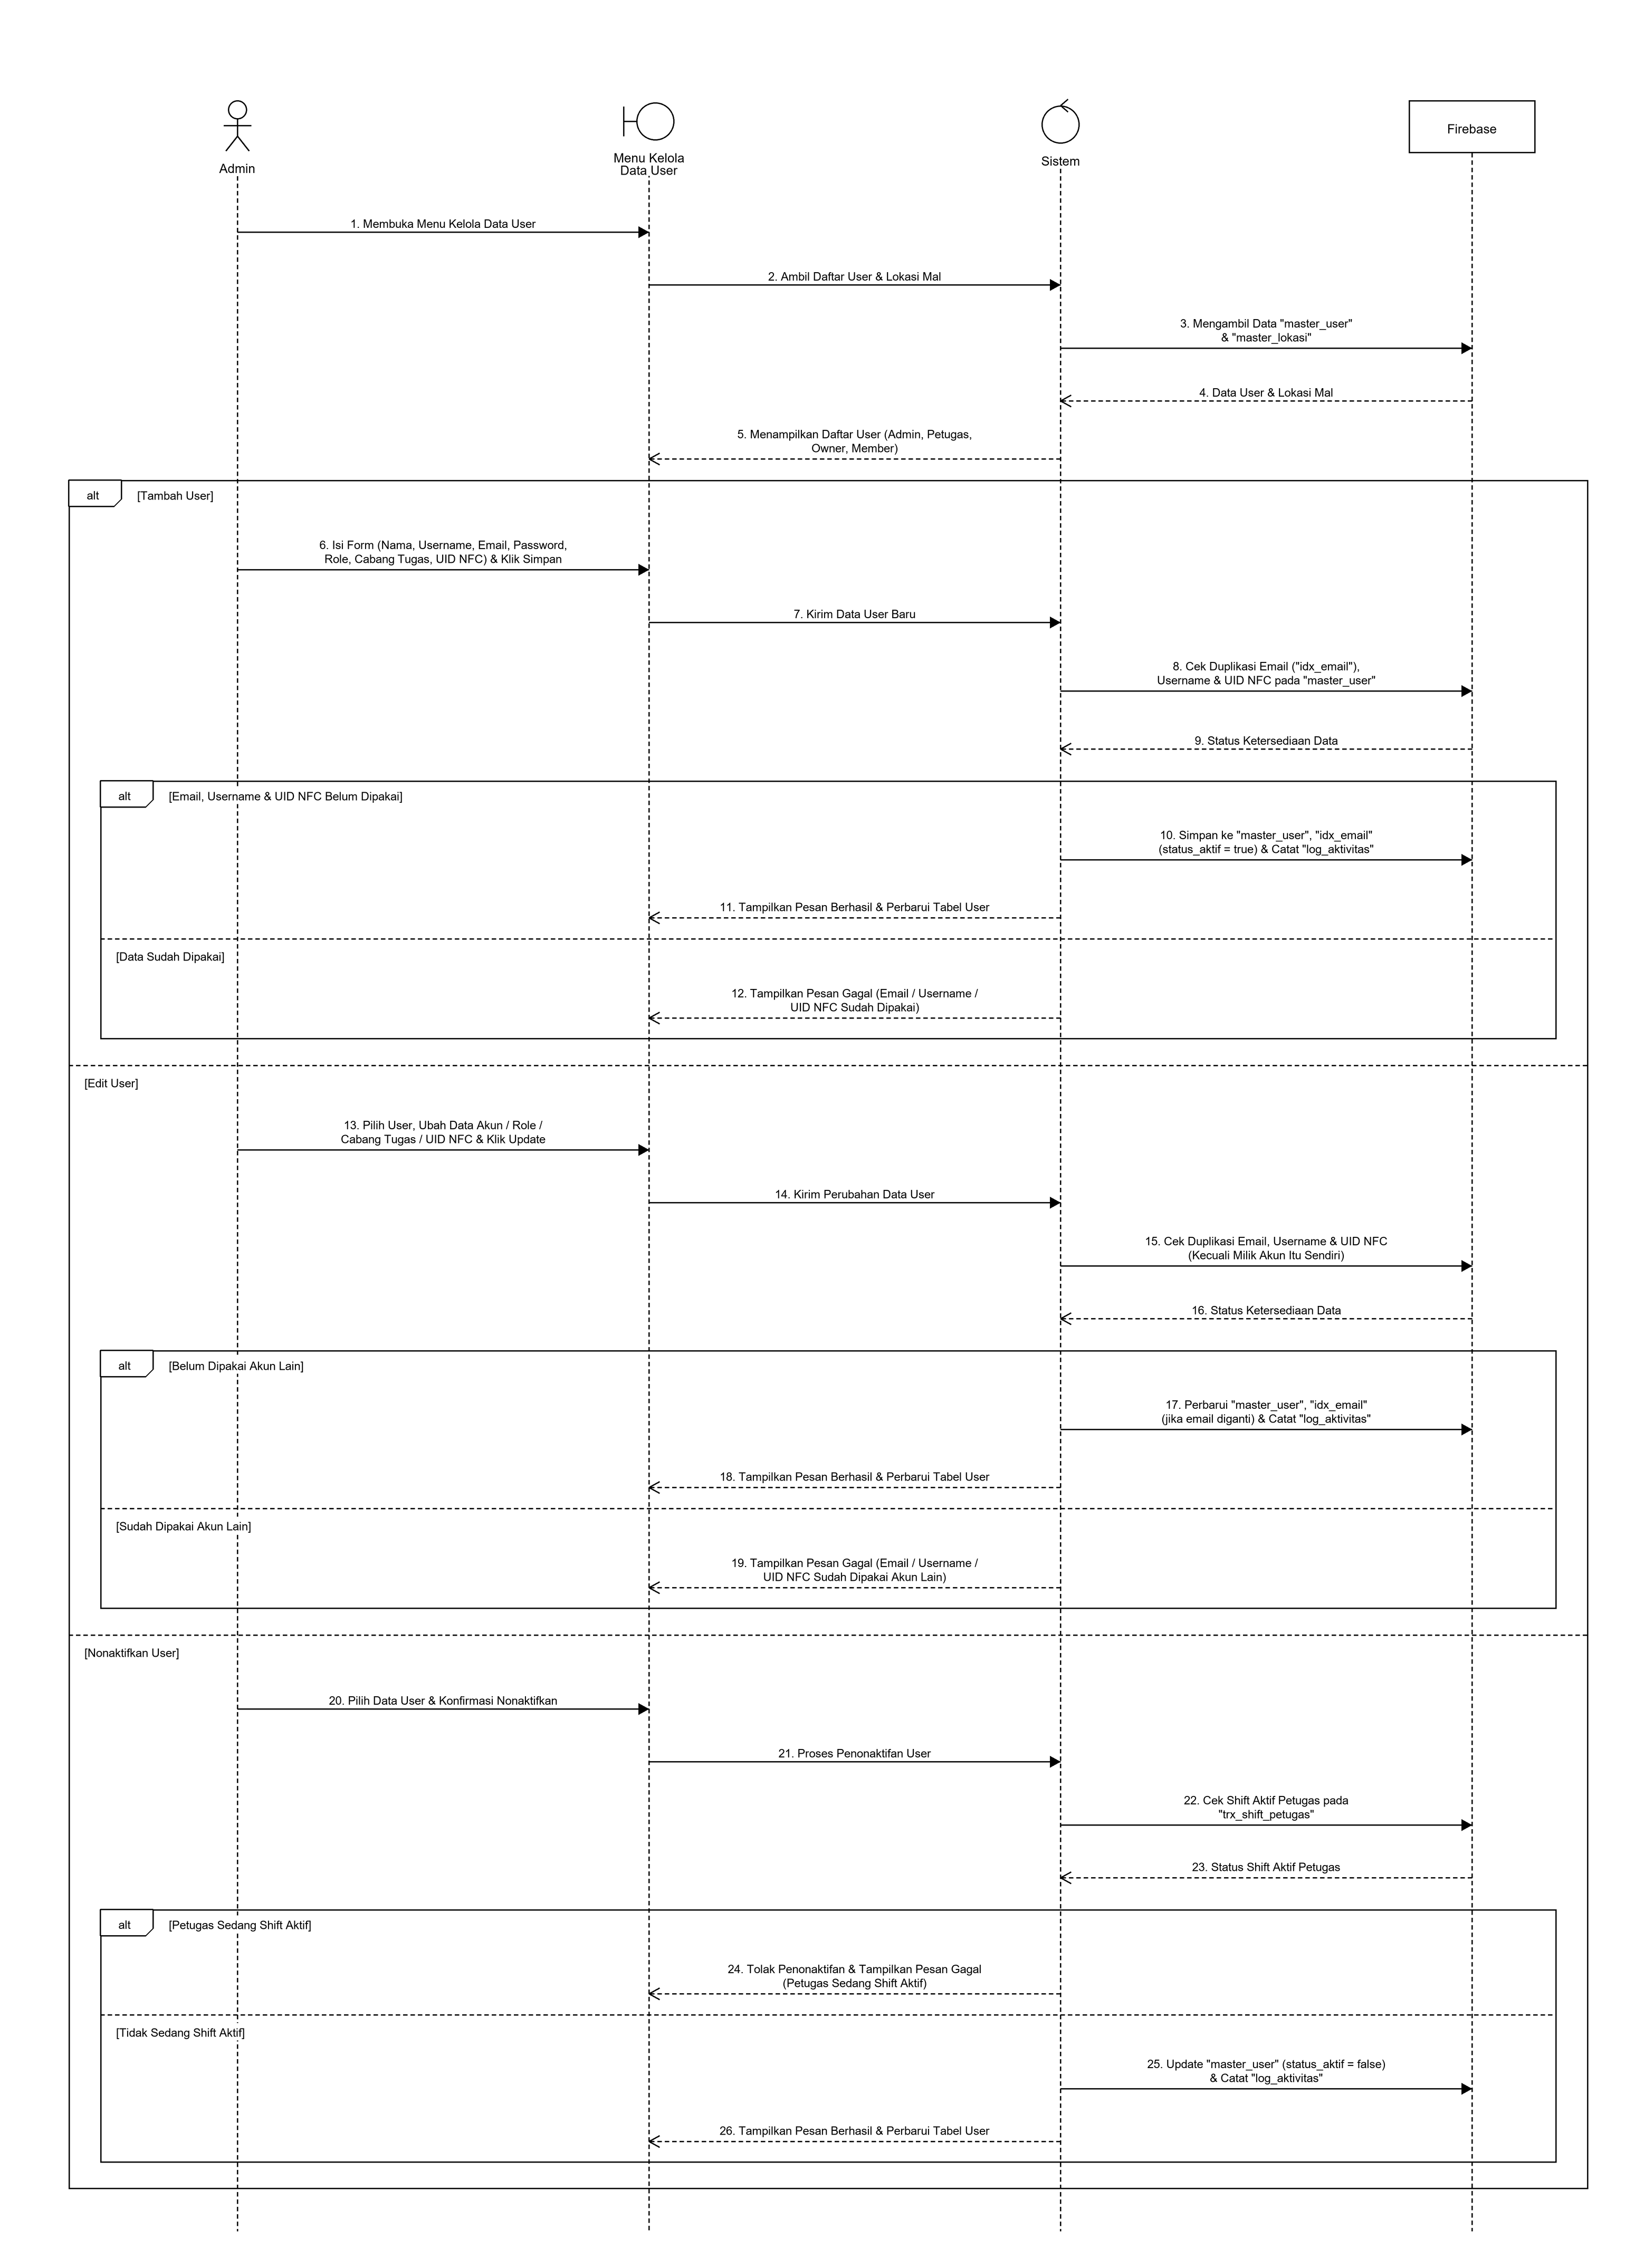 Admin
Menu Kelola
Data User
Sistem
Firebase
1. Membuka Menu Kelola Data User
2. Ambil Daftar User & Lokasi Mal
3. Mengambil Data "master_user"
& "master_lokasi"
4. Data User & Lokasi Mal
5. Menampilkan Daftar User (Admin, Petugas,
Owner, Member)
alt
[Tambah User]
6. Isi Form (Nama, Username, Email, Password,
Role, Cabang Tugas, UID NFC) & Klik Simpan
7. Kirim Data User Baru
8. Cek Duplikasi Email ("idx_email"),
Username & UID NFC pada "master_user"
9. Status Ketersediaan Data
alt
[Email, Username & UID NFC Belum Dipakai]
10. Simpan ke "master_user", "idx_email"
(status_aktif = true) & Catat "log_aktivitas"
11. Tampilkan Pesan Berhasil & Perbarui Tabel User
[Data Sudah Dipakai]
12. Tampilkan Pesan Gagal (Email / Username /
UID NFC Sudah Dipakai)
[Edit User]
13. Pilih User, Ubah Data Akun / Role /
Cabang Tugas / UID NFC & Klik Update
14. Kirim Perubahan Data User
15. Cek Duplikasi Email, Username & UID NFC
(Kecuali Milik Akun Itu Sendiri)
16. Status Ketersediaan Data
alt
[Belum Dipakai Akun Lain]
17. Perbarui "master_user", "idx_email"
(jika email diganti) & Catat "log_aktivitas"
18. Tampilkan Pesan Berhasil & Perbarui Tabel User
[Sudah Dipakai Akun Lain]
19. Tampilkan Pesan Gagal (Email / Username /
UID NFC Sudah Dipakai Akun Lain)
[Nonaktifkan User]
20. Pilih Data User & Konfirmasi Nonaktifkan
21. Proses Penonaktifan User
22. Cek Shift Aktif Petugas pada
"trx_shift_petugas"
23. Status Shift Aktif Petugas
alt
[Petugas Sedang Shift Aktif]
24. Tolak Penonaktifan & Tampilkan Pesan Gagal
(Petugas Sedang Shift Aktif)
[Tidak Sedang Shift Aktif]
25. Update "master_user" (status_aktif = false)
& Catat "log_aktivitas"
26. Tampilkan Pesan Berhasil & Perbarui Tabel User